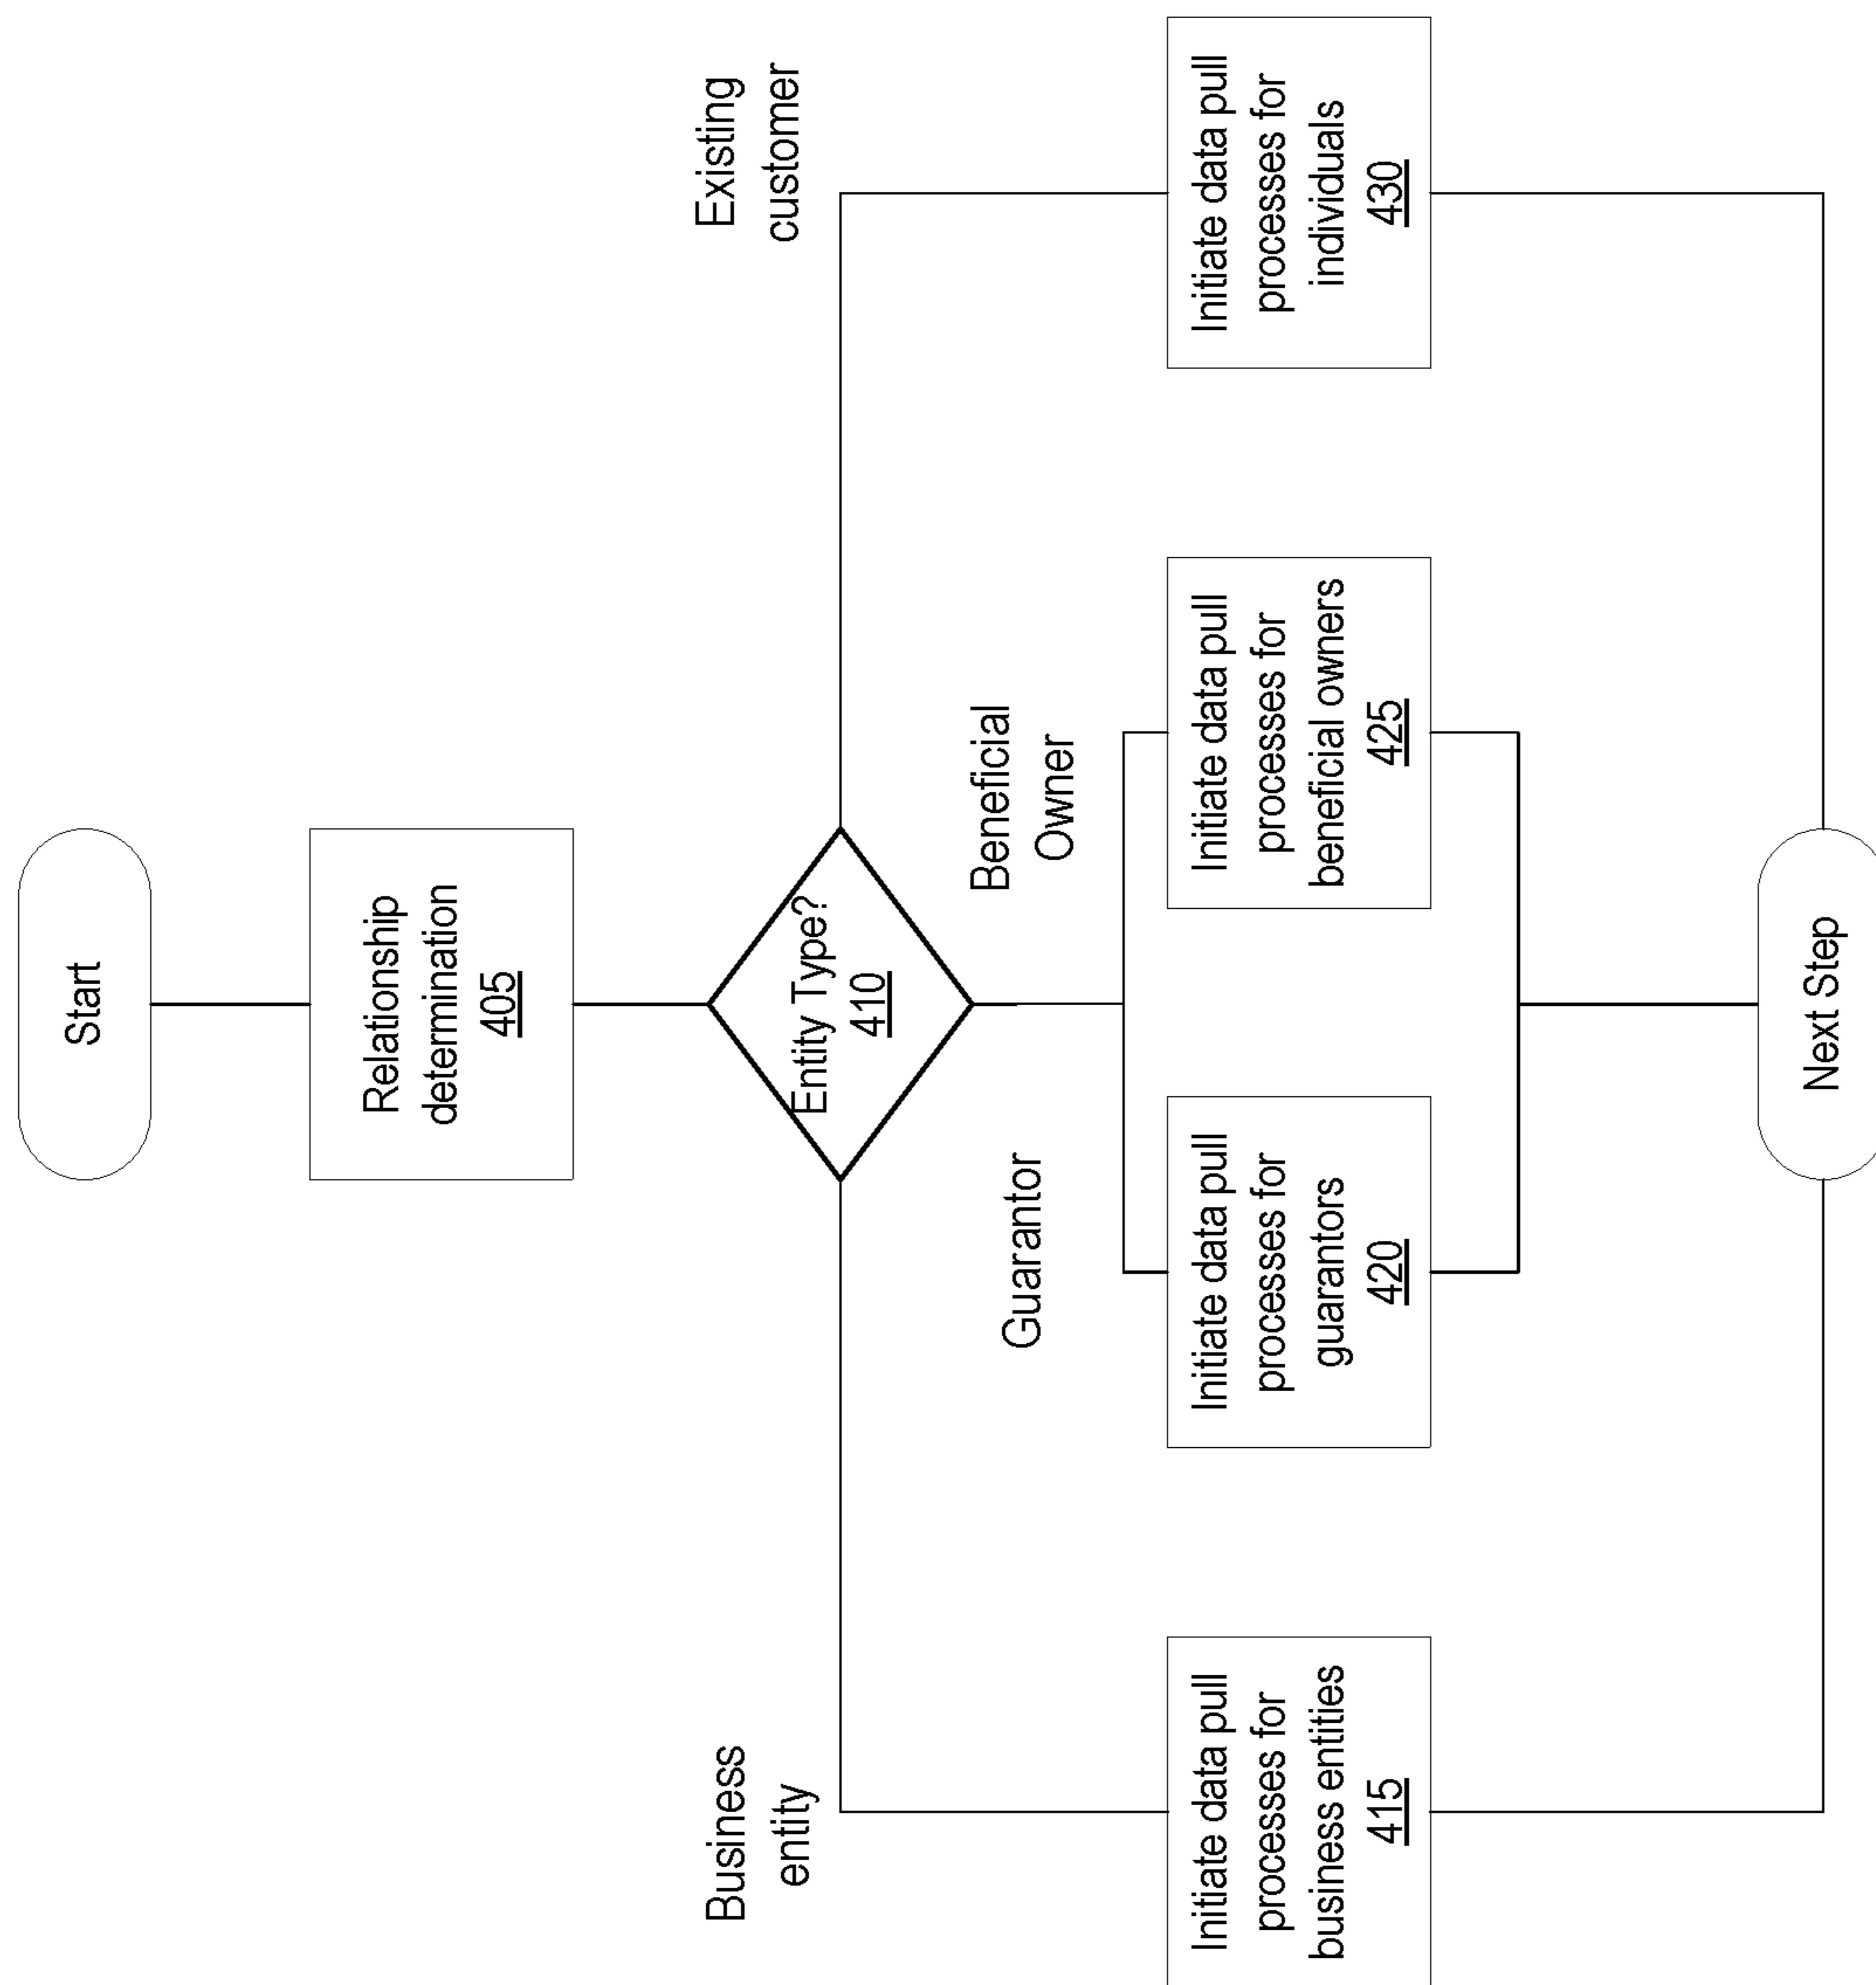 Start
Relationship
determination
405
Entity Type?
410
Business
entity
Guarantor
Beneficial
Owner
Existing
customer
Initiate data pull
processes for
business entities
415
Initiate data pull
processes for
guarantors
420
Initiate data pull
processes for
beneficial owners
425
Initiate data pull
processes for
individuals
430
Next Step